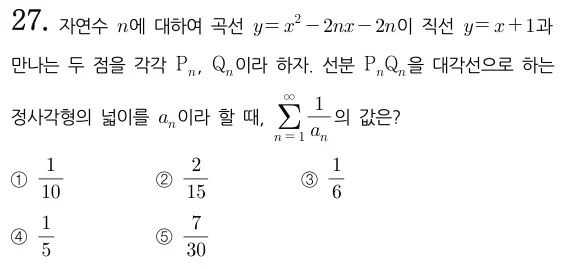 27. 자연수 n에 대하여 곡선 y=x²−2nx−2n이 직선 y=x+1과
만나는 두 점을 각각 Pₙ, Qₙ이라 하자. 선분 PₙQₙ을 대각선으로 하는
정사각형의 넓이를 aₙ이라 할 때, ∑_{n=1}^{∞} 1/aₙ의 값은?
① 1/10 ② 2/15 ③ 1/6
④ 1/5 ⑤ 7/30